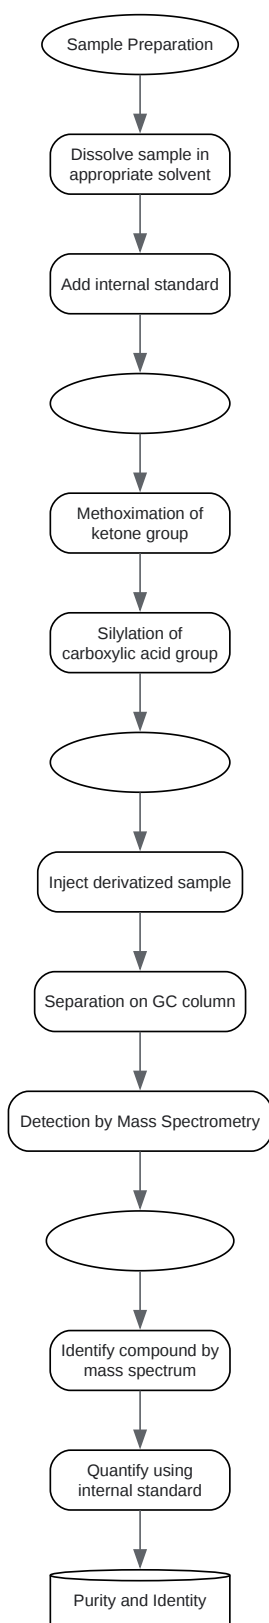 Sample Preparation
Dissolve sample in
appropriate solvent
Add internal standard
Methoximation of
ketone group
Silylation of
carboxylic acid group
Inject derivatized sample
Separation on GC column
Detection by Mass Spectrometry
Identify compound by
mass spectrum
Quantify using
internal standard
Purity and Identity